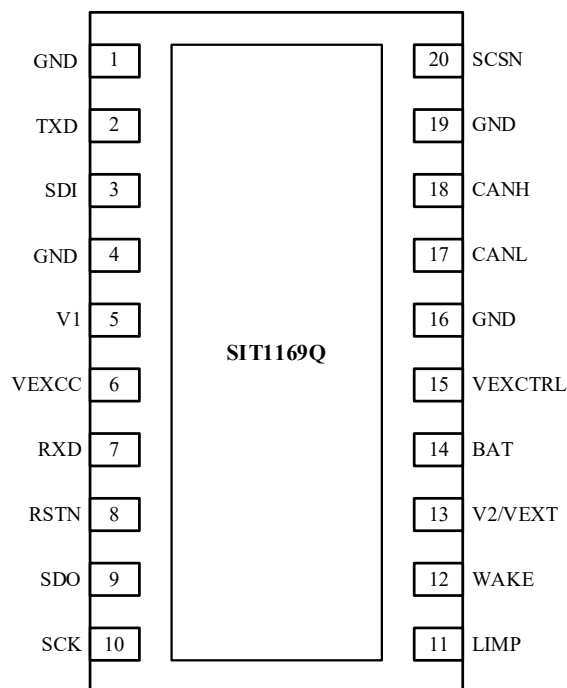 GND 1 20 SCSN
TXD 2 19 GND
SDI 3 18 CANH
GND 4 17 CANL
V1 5 16 GND
SIT1169Q
VEXCC 6 15 VEXCTRL
RXD 7 14 BAT
RSTN 8 13 V2/VEXT
SDO 9 12 WAKE
SCK 10 11 LIMP